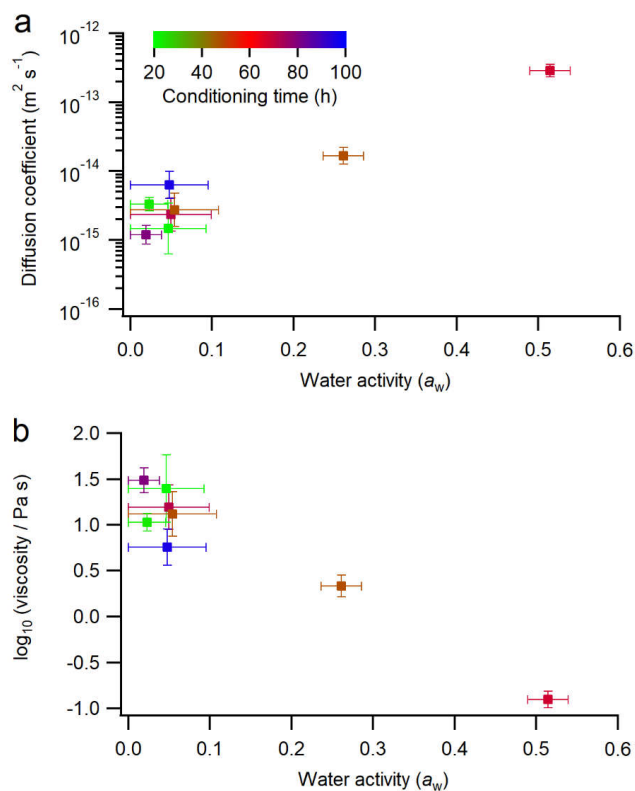 a
20 40 60 80 100
Conditioning time (h)
Diffusion coefficient (m² s⁻¹)
10⁻¹²
10⁻¹³
10⁻¹⁴
10⁻¹⁵
10⁻¹⁶
0.0 0.1 0.2 0.3 0.4 0.5 0.6
Water activity (a_w)
b
log₁₀ (viscosity / Pa s)
2.0
1.5
1.0
0.5
0.0
-0.5
-1.0
0.0 0.1 0.2 0.3 0.4 0.5 0.6
Water activity (a_w)